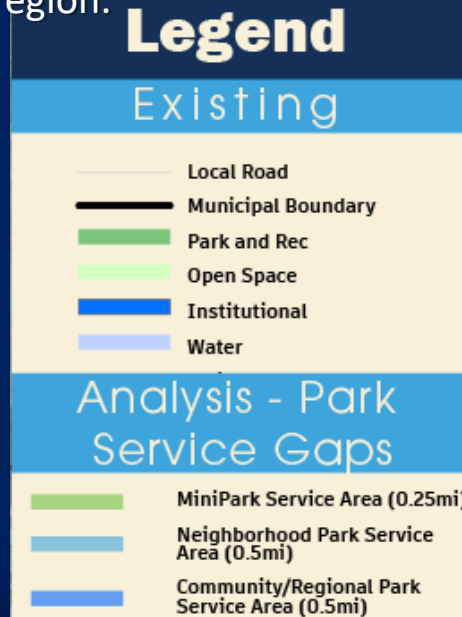 egion.
Legend
Existing
Local Road
Municipal Boundary
Park and Rec
Open Space
Institutional
Water
Analysis - Park
Service Gaps
MiniPark Service Area (0.25mi)
Neighborhood Park Service
Area (0.5mi)
Community/Regional Park
Service Area (0.5mi)